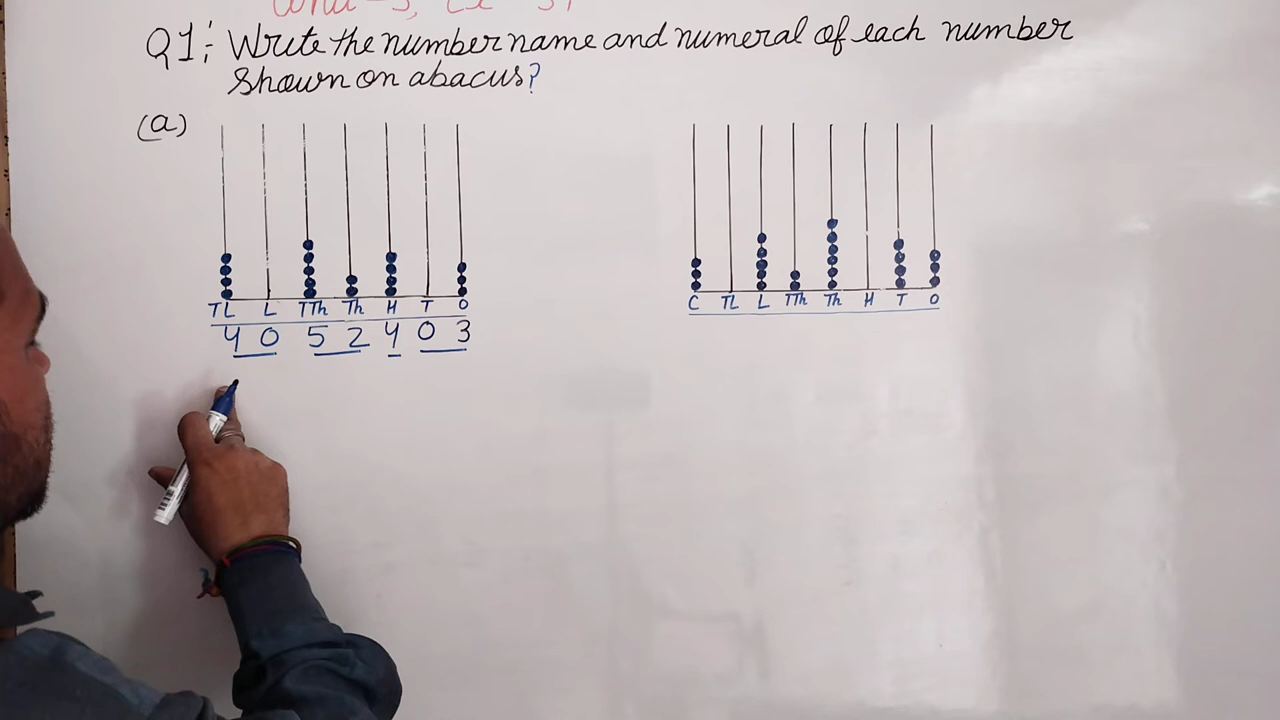 Q1:- Write the number name and numeral of each number
shown on abacus?
(a)
TL L TTh Th H T O
4 0 5 2 4 0 3
C TL L TTh Th H T O